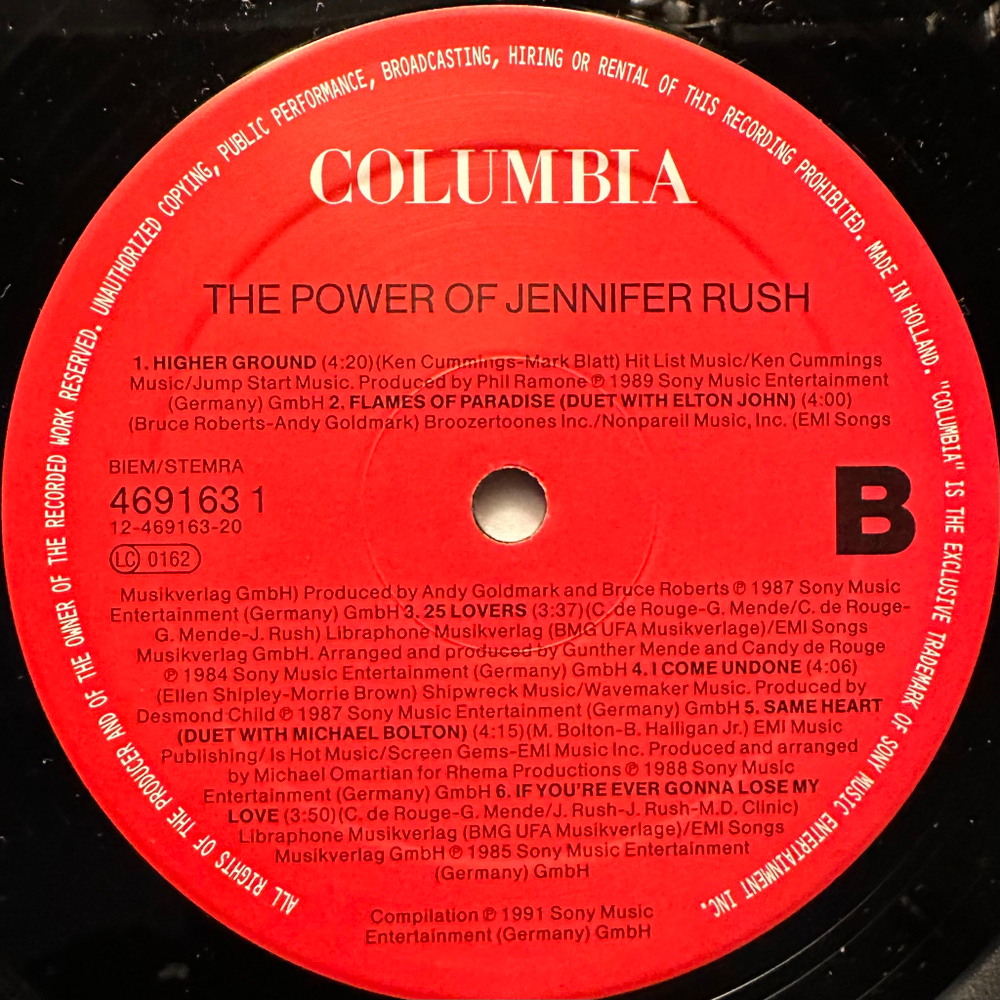 ALL RIGHTS OF THE PRODUCER AND OF THE OWNER OF THE RECORDED WORK RESERVED. UNAUTHORIZED COPYING, PUBLIC PERFORMANCE, BROADCASTING, HIRING OR RENTAL OF THIS RECORDING PROHIBITED. MADE IN HOLLAND. "COLUMBIA" IS THE EXCLUSIVE TRADEMARK OF SONY MUSIC ENTERTAINMENT INC.
COLUMBIA
THE POWER OF JENNIFER RUSH
1. HIGHER GROUND (4:20)(Ken Cummings-Mark Blatt) Hit List Music/Ken Cummings
Music/Jump Start Music. Produced by Phil Ramone ℗ 1989 Sony Music Entertainment
(Germany) GmbH 2. FLAMES OF PARADISE (DUET WITH ELTON JOHN) (4:00)
(Bruce Roberts-Andy Goldmark) Broozertoones Inc./Nonpareil Music, Inc. (EMI Songs
BIEM/STEMRA
469163 1
12-469163-20
LC 0162
B
Musikverlag GmbH) Produced by Andy Goldmark and Bruce Roberts ℗ 1987 Sony Music
Entertainment (Germany) GmbH 3. 25 LOVERS (3:37)(C. de Rouge-G. Mende/C. de Rouge-
G. Mende-J. Rush) Libraphone Musikverlag (BMG UFA Musikverlage)/EMI Songs
Musikverlag GmbH. Arranged and produced by Gunther Mende and Candy de Rouge
℗ 1984 Sony Music Entertainment (Germany) GmbH 4. I COME UNDONE (4:06)
(Ellen Shipley-Morrie Brown) Shipwreck Music/Wavemaker Music. Produced by
Desmond Child ℗ 1987 Sony Music Entertainment (Germany) GmbH 5. SAME HEART
(DUET WITH MICHAEL BOLTON) (4:15)(M. Bolton-B. Halligan Jr.) EMI Music
Publishing/ Is Hot Music/Screen Gems-EMI Music Inc. Produced and arranged
by Michael Omartian for Rhema Productions ℗ 1988 Sony Music
Entertainment (Germany) GmbH 6. IF YOU'RE EVER GONNA LOSE MY
LOVE (3:50)(C. de Rouge-G. Mende/J. Rush-J. Rush-M.D. Clinic)
Libraphone Musikverlag (BMG UFA Musikverlage)/EMI Songs
Musikverlag GmbH ℗ 1985 Sony Music Entertainment
(Germany) GmbH
Compilation ℗ 1991 Sony Music
Entertainment (Germany) GmbH